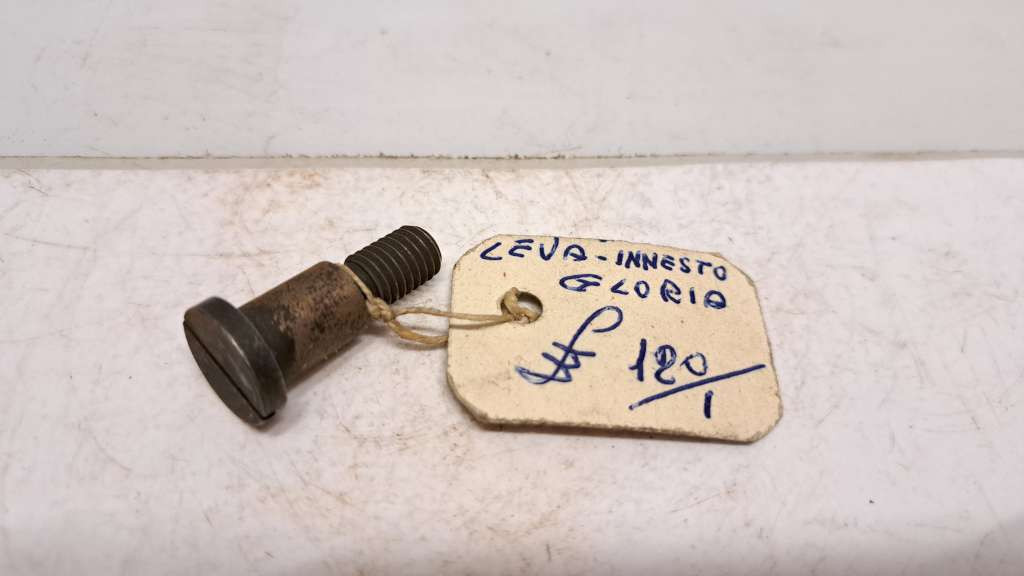 LEVA-INNESTO
GLORIA
£ 120/1